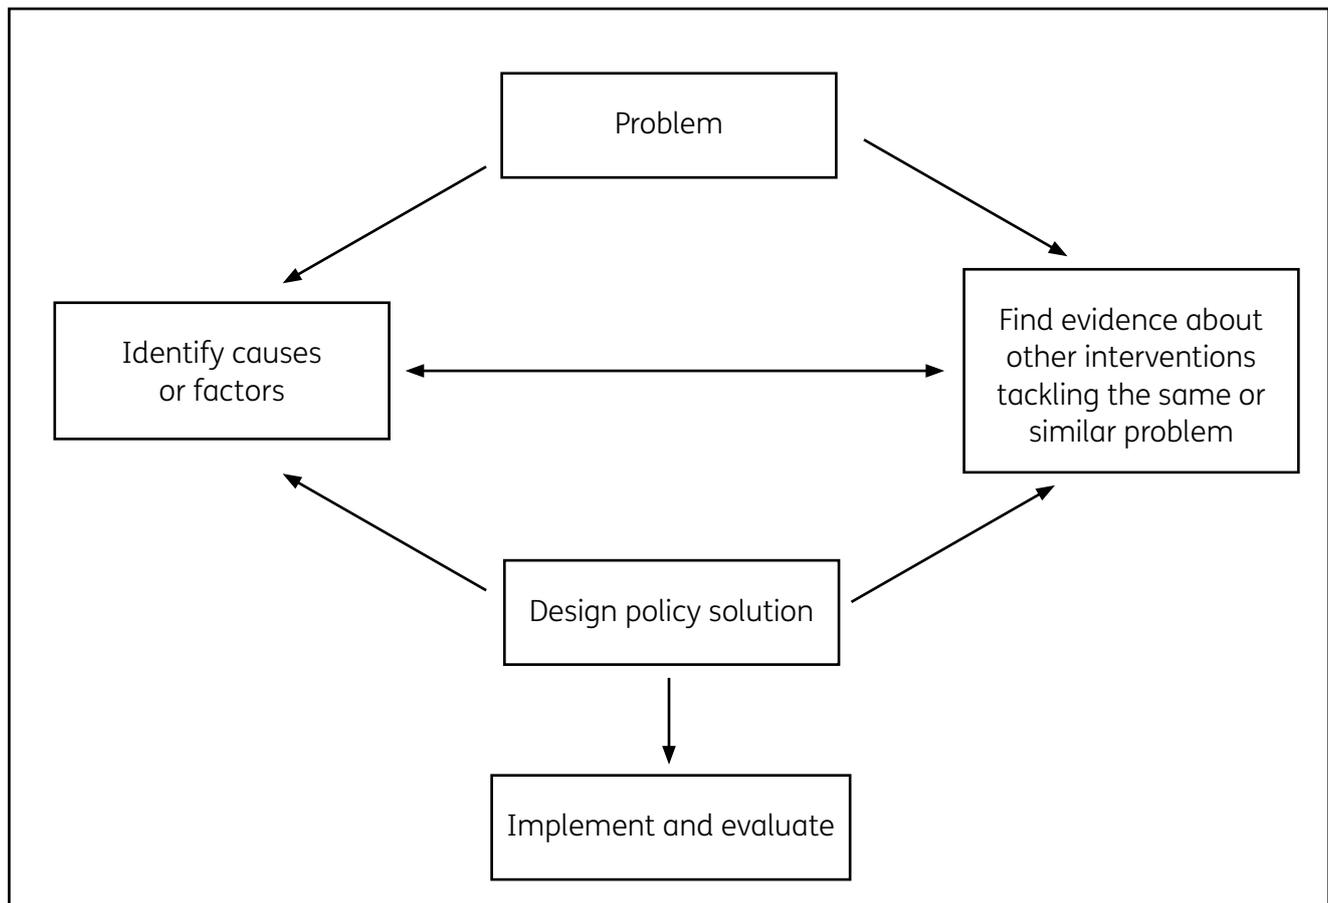 Problem
Identify causes
or factors
Find evidence about
other interventions
tackling the same or
similar problem
Design policy solution
Implement and evaluate